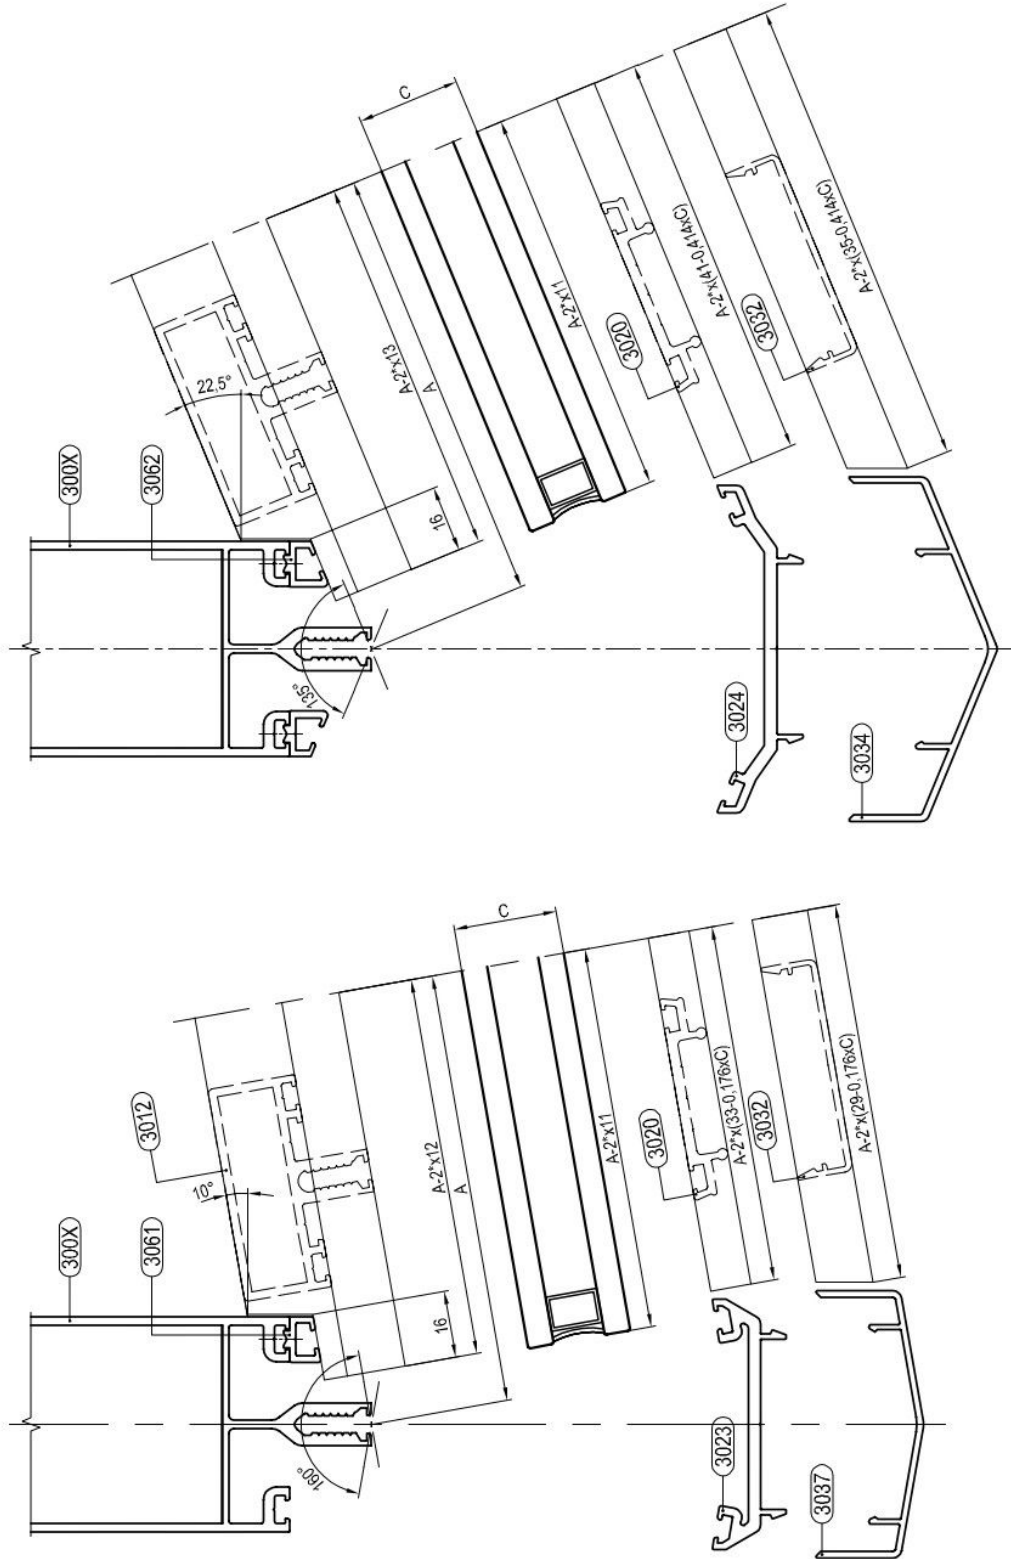 C
22,5°
300X
3062
16
A-2*x13
A
A-2*x11
3020
A-2*x(41-0,414xC)
3032
A-2*x(35-0,414xC)
135°
3024
3034
C
3012
10°
300X
3061
16
A-2*x12
A
A-2*x11
3020
A-2*x(33-0,176xC)
3032
A-2*x(29-0,176xC)
160°
3023
3037